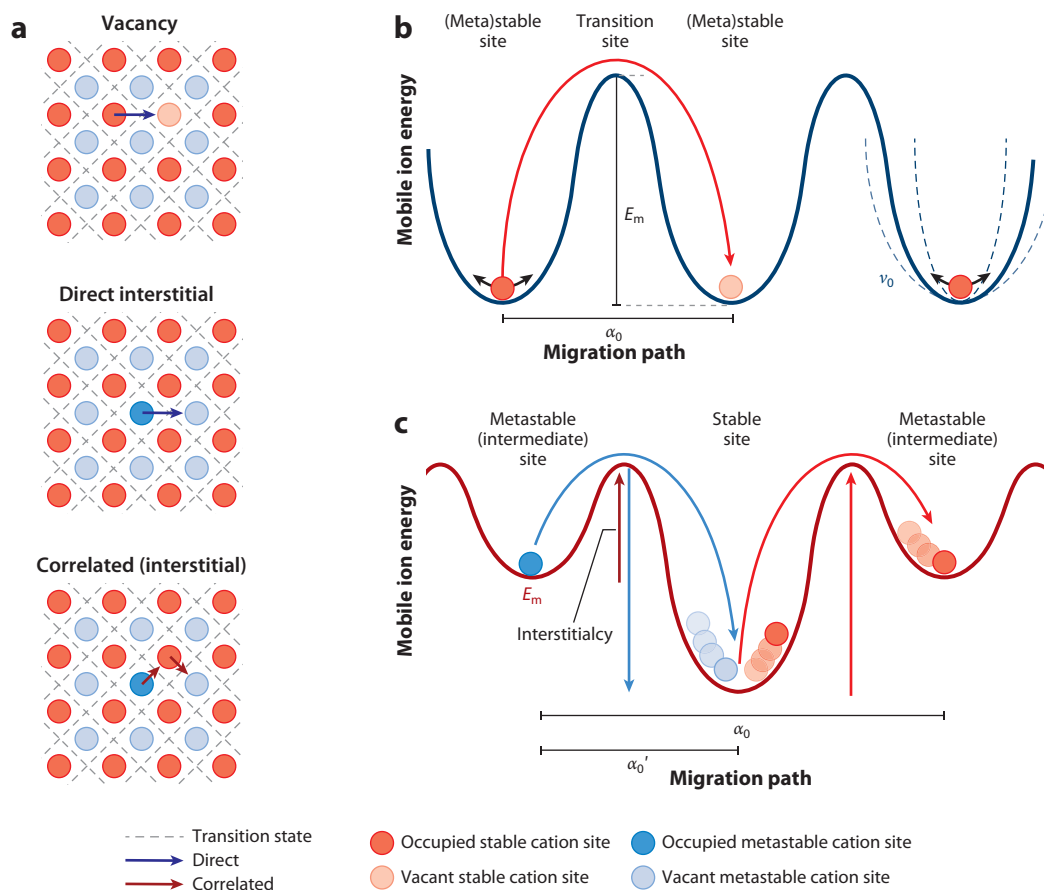 a
Vacancy
Direct interstitial
Correlated (interstitial)
b
(Meta)stable
site
Transition
site
(Meta)stable
site
Mobile ion energy
Em
ν0
α0
Migration path
c
Metastable
(intermediate)
site
Stable
site
Metastable
(intermediate)
site
Mobile ion energy
Em
Interstitialcy
α0
α0'
Migration path
Transition state
Direct
Correlated
Occupied stable cation site
Vacant stable cation site
Occupied metastable cation site
Vacant metastable cation site